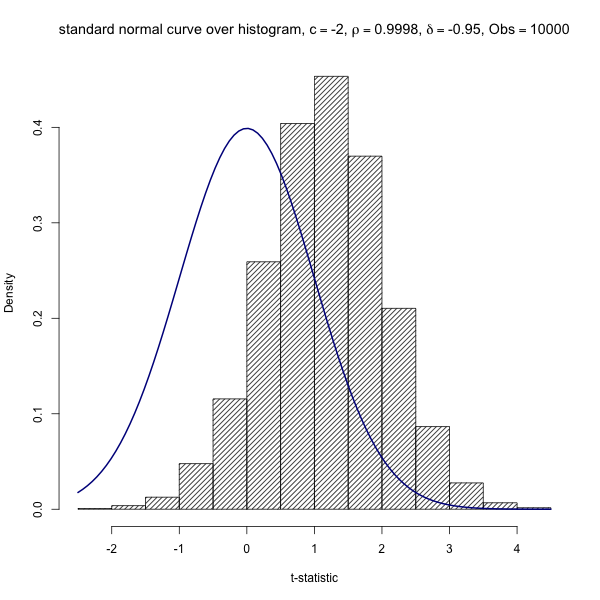 standard normal curve over histogram, c = -2, ρ = 0.9998, δ = -0.95, Obs = 10000
Density
0.4
0.3
0.2
0.1
0.0
-2 -1 0 1 2 3 4
t-statistic